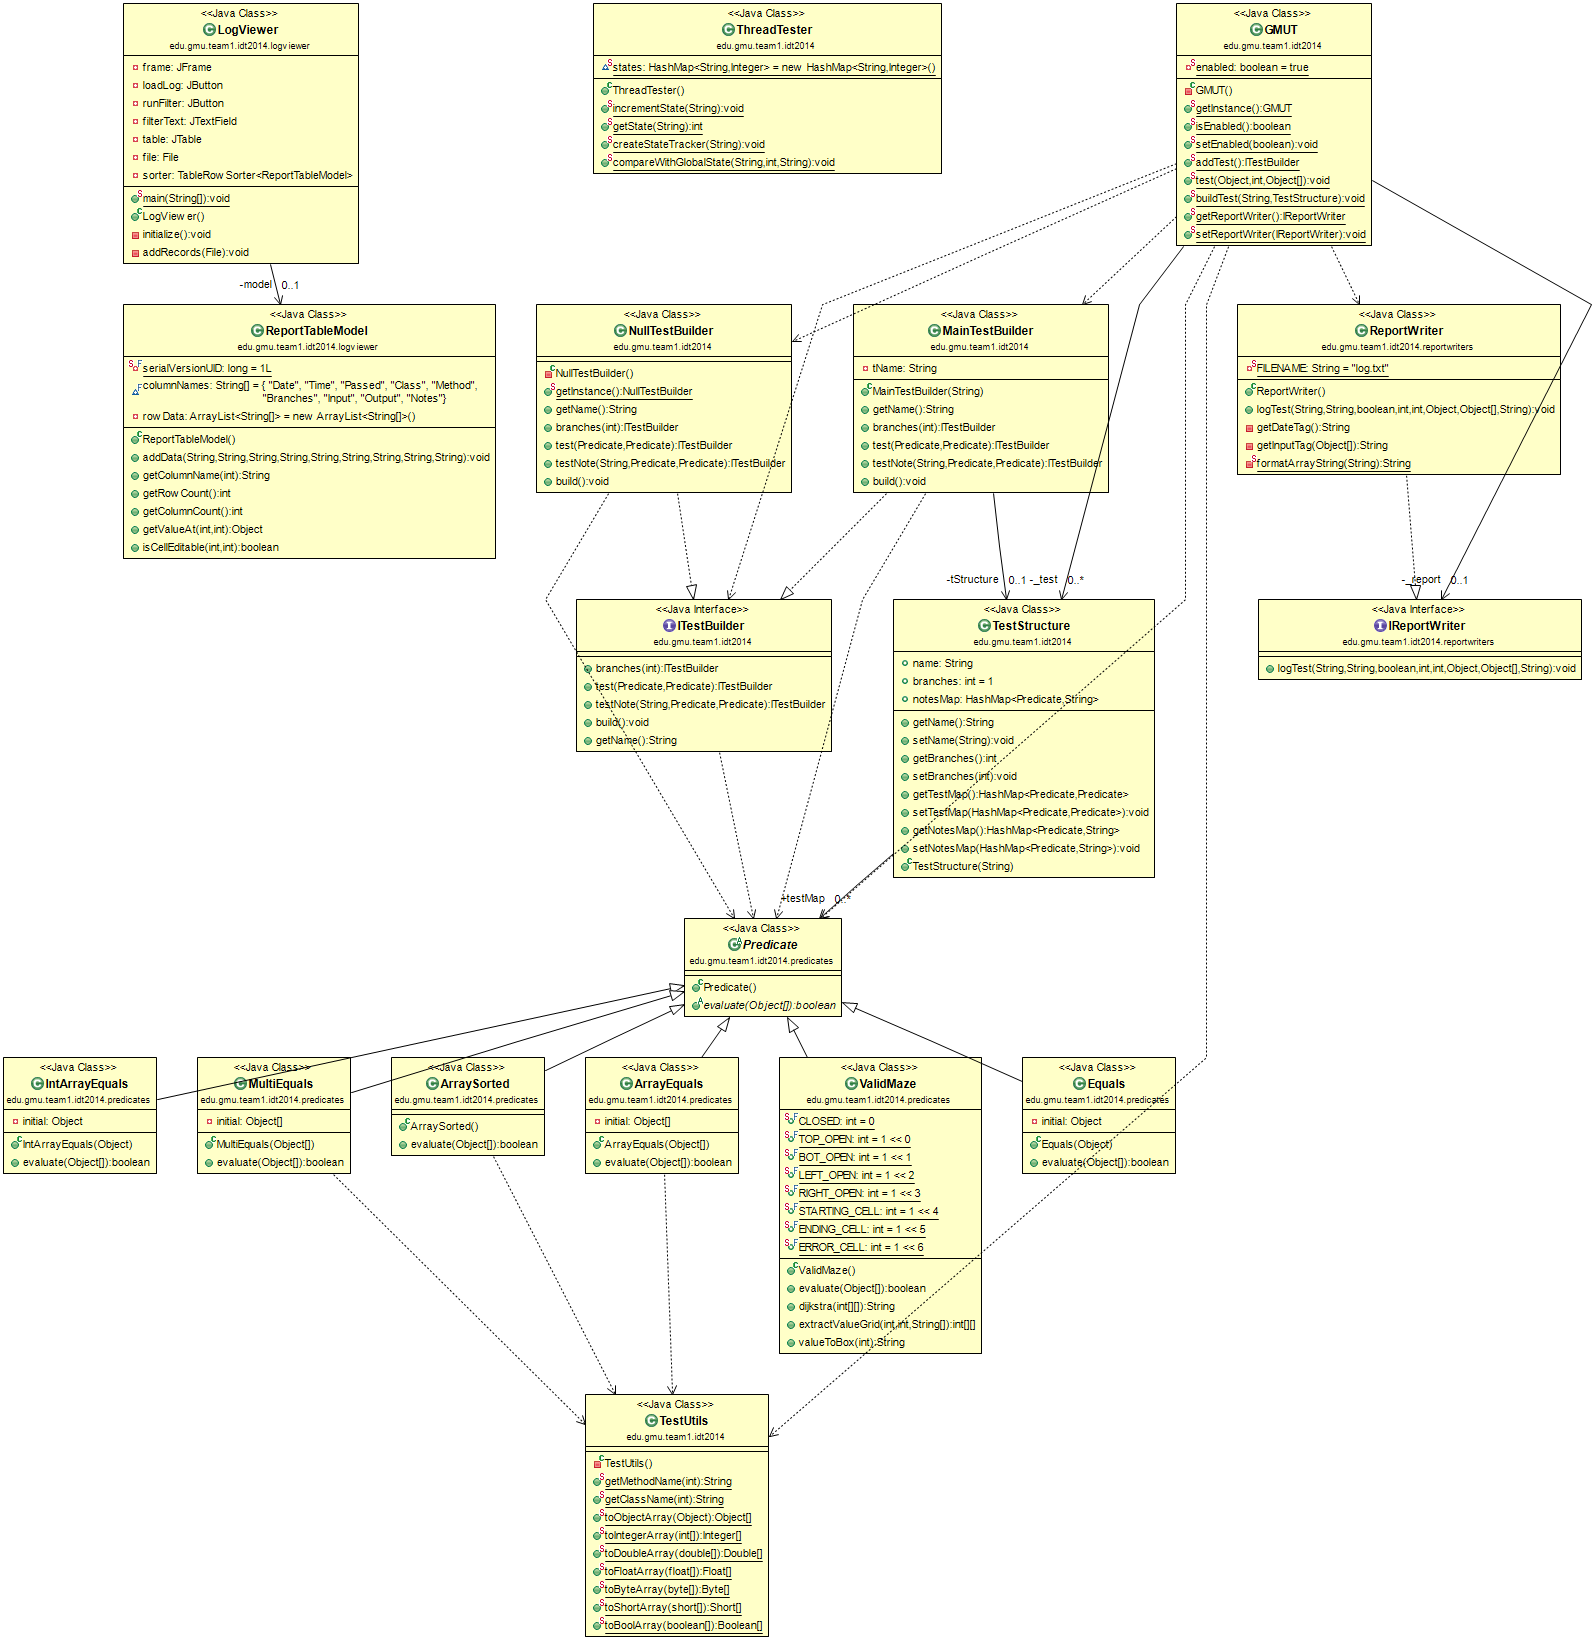 <<Java Class>>
LogViewer
edu.gmu.team1.idt2014.logviewer
frame: JFrame
loadLog: JButton
runFilter: JButton
filterText: JTextField
table: JTable
file: File
sorter: TableRowSorter<ReportTableModel>
main(String[]):void
LogViewer()
initialize():void
addRecords(File):void
<<Java Class>>
ThreadTester
edu.gmu.team1.idt2014
states: HashMap<String,Integer> = new HashMap<String,Integer>()
ThreadTester()
incrementState(String):void
getState(String):int
createStateTracker(String):void
compareWithGlobalState(String,int,String):void
<<Java Class>>
GMUT
edu.gmu.team1.idt2014
enabled: boolean = true
GMUT()
getInstance():GMUT
isEnabled():boolean
setEnabled(boolean):void
addTest():ITestBuilder
test(Object,int,Object[]):void
buildTest(String,TestStructure):void
getReportWriter():IReportWriter
setReportWriter(IReportWriter):void
-model 0..1
<<Java Class>>
ReportTableModel
edu.gmu.team1.idt2014.logviewer
serialVersionUID: long = 1L
columnNames: String[] = { "Date", "Time", "Passed", "Class", "Method",
"Branches", "Input", "Output", "Notes"}
rowData: ArrayList<String[]> = new ArrayList<String[]>()
ReportTableModel()
addData(String,String,String,String,String,String,String,String,String):void
getColumnName(int):String
getRowCount():int
getColumnCount():int
getValueAt(int,int):Object
isCellEditable(int,int):boolean
<<Java Class>>
NullTestBuilder
edu.gmu.team1.idt2014
NullTestBuilder()
getInstance():NullTestBuilder
getName():String
branches(int):ITestBuilder
test(Predicate,Predicate):ITestBuilder
testNote(String,Predicate,Predicate):ITestBuilder
build():void
<<Java Class>>
MainTestBuilder
edu.gmu.team1.idt2014
tName: String
MainTestBuilder(String)
getName():String
branches(int):ITestBuilder
test(Predicate,Predicate):ITestBuilder
testNote(String,Predicate,Predicate):ITestBuilder
build():void
<<Java Class>>
ReportWriter
edu.gmu.team1.idt2014.reportwriters
FILENAME: String = "log.txt"
ReportWriter()
logTest(String,String,boolean,int,int,Object,Object[],String):void
getDateTag():String
getInputTag(Object[]):String
formatArrayString(String):String
-tStructure 0..1 -_test 0..*
-_report 0..1
<<Java Interface>>
ITestBuilder
edu.gmu.team1.idt2014
branches(int):ITestBuilder
test(Predicate,Predicate):ITestBuilder
testNote(String,Predicate,Predicate):ITestBuilder
build():void
getName():String
<<Java Class>>
TestStructure
edu.gmu.team1.idt2014
name: String
branches: int = 1
notesMap: HashMap<Predicate,String>
getName():String
setName(String):void
getBranches():int
setBranches(int):void
getTestMap():HashMap<Predicate,Predicate>
setTestMap(HashMap<Predicate,Predicate>):void
getNotesMap():HashMap<Predicate,String>
setNotesMap(HashMap<Predicate,String>):void
TestStructure(String)
<<Java Interface>>
IReportWriter
edu.gmu.team1.idt2014.reportwriters
logTest(String,String,boolean,int,int,Object,Object[],String):void
+testMap 0..*
<<Java Class>>
Predicate
edu.gmu.team1.idt2014.predicates
Predicate()
evaluate(Object[]):boolean
<<Java Class>>
IntArrayEquals
edu.gmu.team1.idt2014.predicates
initial: Object
IntArrayEquals(Object)
evaluate(Object[]):boolean
<<Java Class>>
MultiEquals
edu.gmu.team1.idt2014.predicates
initial: Object[]
MultiEquals(Object[])
evaluate(Object[]):boolean
<<Java Class>>
ArraySorted
edu.gmu.team1.idt2014.predicates
ArraySorted()
evaluate(Object[]):boolean
<<Java Class>>
ArrayEquals
edu.gmu.team1.idt2014.predicates
initial: Object[]
ArrayEquals(Object[])
evaluate(Object[]):boolean
<<Java Class>>
ValidMaze
edu.gmu.team1.idt2014.predicates
CLOSED: int = 0
TOP_OPEN: int = 1 << 0
BOT_OPEN: int = 1 << 1
LEFT_OPEN: int = 1 << 2
RIGHT_OPEN: int = 1 << 3
STARTING_CELL: int = 1 << 4
ENDING_CELL: int = 1 << 5
ERROR_CELL: int = 1 << 6
ValidMaze()
evaluate(Object[]):boolean
dijkstra(int[][]):String
extractValueGrid(int,int,String[]):int[][]
valueToBox(int):String
<<Java Class>>
Equals
edu.gmu.team1.idt2014.predicates
initial: Object
Equals(Object)
evaluate(Object[]):boolean
<<Java Class>>
TestUtils
edu.gmu.team1.idt2014
TestUtils()
getMethodName(int):String
getClassName(int):String
toObjectArray(Object):Object[]
toIntegerArray(int[]):Integer[]
toDoubleArray(double[]):Double[]
toFloatArray(float[]):Float[]
toByteArray(byte[]):Byte[]
toShortArray(short[]):Short[]
toBoolArray(boolean[]):Boolean[]